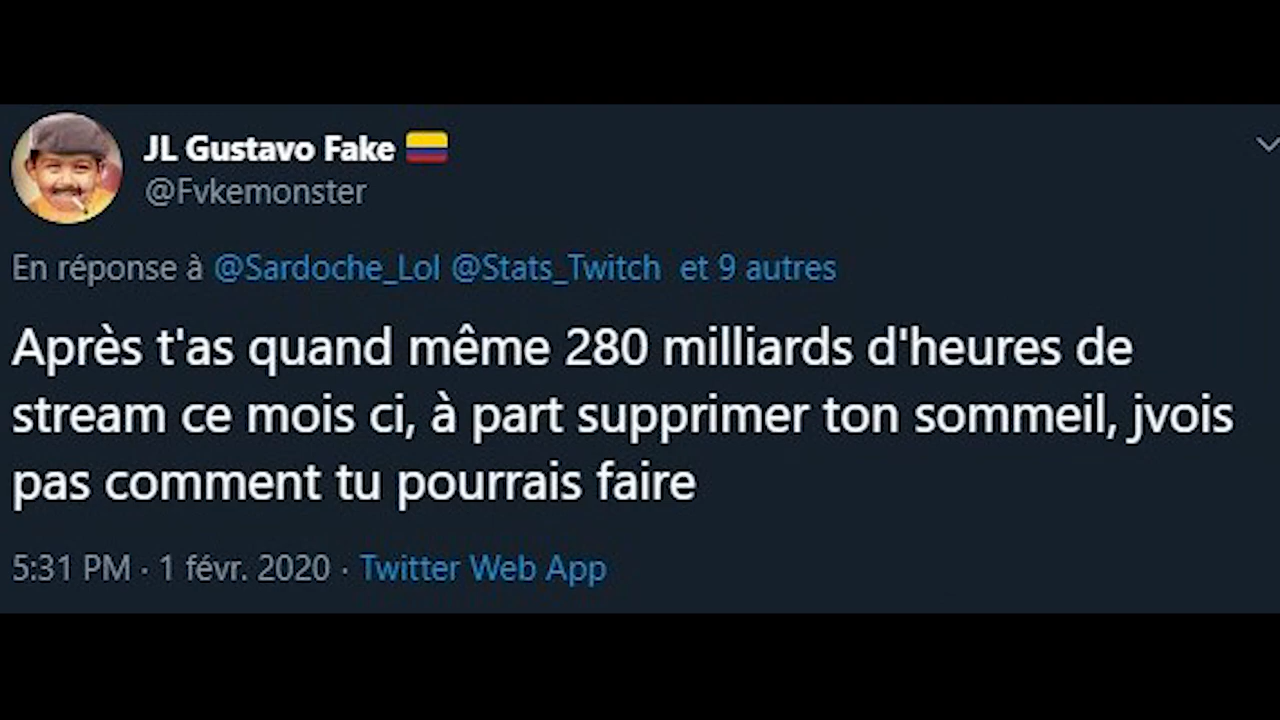 JL Gustavo Fake
@Fvkemonster
En réponse à @Sardoche_Lol @Stats_Twitch et 9 autres
Après t'as quand même 280 milliards d'heures de
stream ce mois ci, à part supprimer ton sommeil, jvois
pas comment tu pourrais faire
5:31 PM · 1 févr. 2020 · Twitter Web App